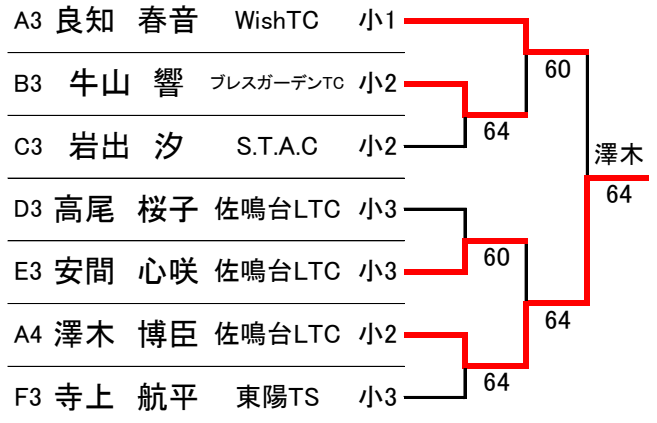 A3 良知 春音 WishTC 小1
60
B3 牛山 響 ブレスガーデンTC 小2
64
C3 岩出 汐 S.T.A.C 小2
澤木
64
D3 高尾 桜子 佐鳴台LTC 小3
60
E3 安間 心咲 佐鳴台LTC 小3
64
A4 澤木 博臣 佐鳴台LTC 小2
64
F3 寺上 航平 東陽TS 小3